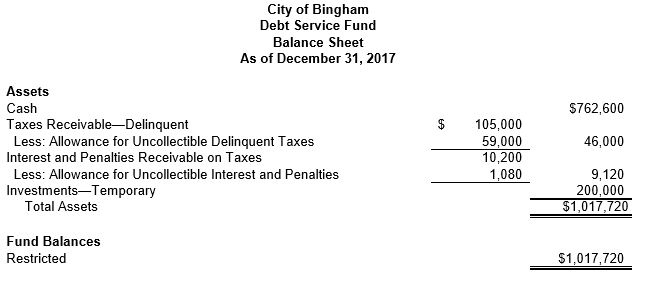 City of Bingham
Debt Service Fund
Balance Sheet
As of December 31, 2017
Assets
Cash $762,600
Taxes Receivable—Delinquent $ 105,000
Less: Allowance for Uncollectible Delinquent Taxes 59,000 46,000
Interest and Penalties Receivable on Taxes 10,200
Less: Allowance for Uncollectible Interest and Penalties 1,080 9,120
Investments—Temporary 200,000
Total Assets $1,017,720
Fund Balances
Restricted $1,017,720